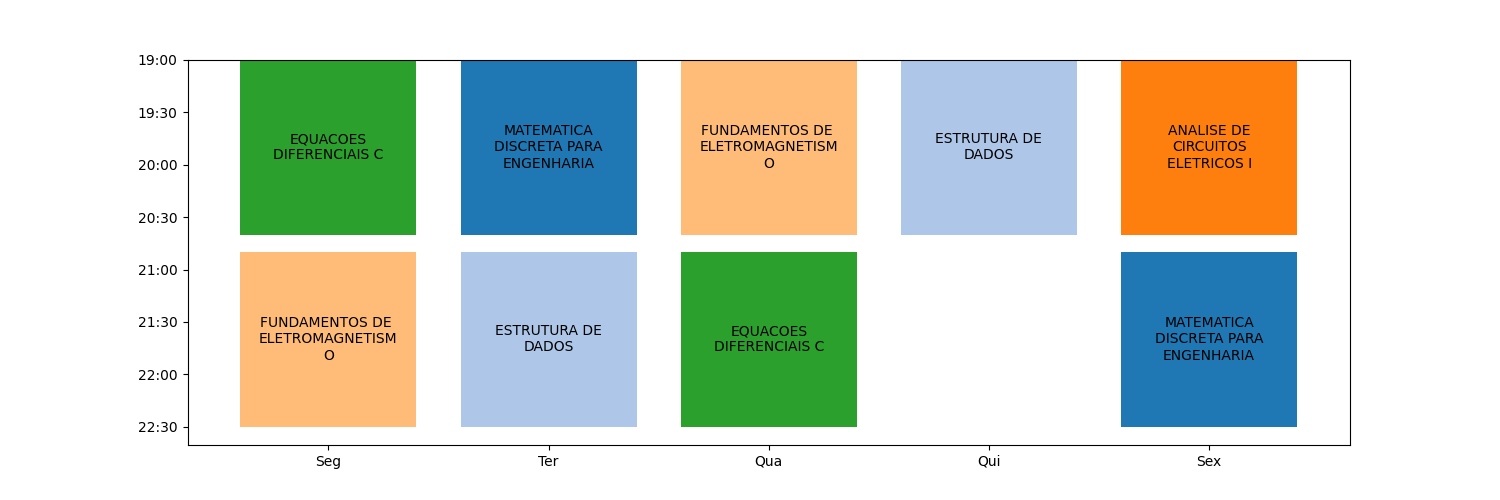 19:00
19:30
20:00
20:30
21:00
21:30
22:00
22:30
EQUACOES
DIFERENCIAIS C
MATEMATICA
DISCRETA PARA
ENGENHARIA
FUNDAMENTOS DE
ELETROMAGNETISM
O
ESTRUTURA DE
DADOS
ANALISE DE
CIRCUITOS
ELETRICOS I
FUNDAMENTOS DE
ELETROMAGNETISM
O
ESTRUTURA DE
DADOS
EQUACOES
DIFERENCIAIS C
MATEMATICA
DISCRETA PARA
ENGENHARIA
Seg
Ter
Qua
Qui
Sex